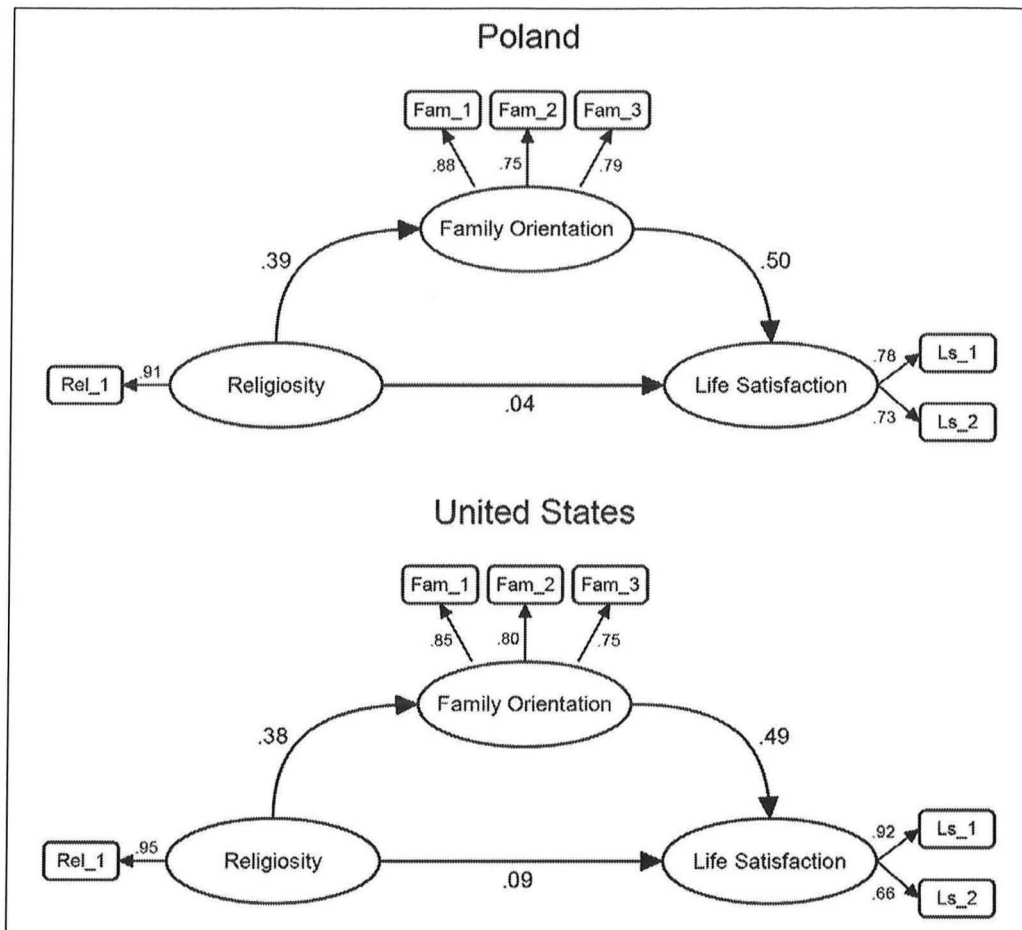 Poland
Fam_1 Fam_2 Fam_3
.88 .75 .79
Family Orientation
.39 .50
Rel_1 .91 Religiosity .04 Life Satisfaction .78 Ls_1
.73 Ls_2
United States
Fam_1 Fam_2 Fam_3
.85 .80 .75
Family Orientation
.38 .49
Rel_1 .95 Religiosity .09 Life Satisfaction .92 Ls_1
.66 Ls_2